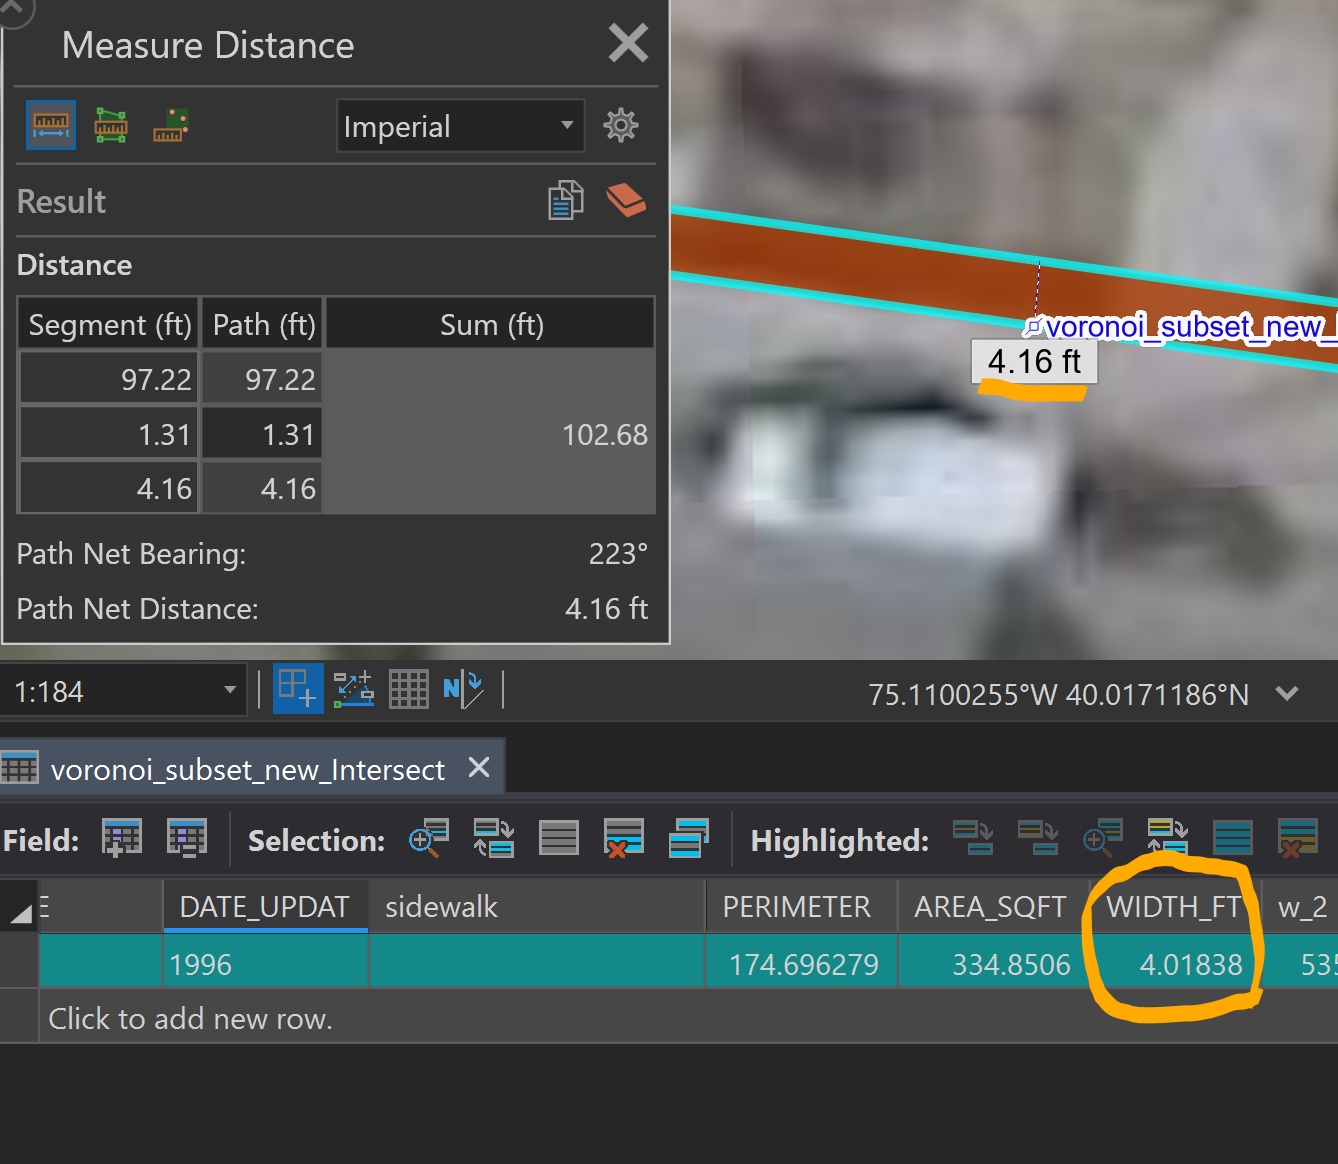 Measure Distance
Imperial
Result
Distance
Segment (ft) Path (ft) Sum (ft)
97.22 97.22
1.31 1.31 102.68
4.16 4.16
Path Net Bearing: 223°
Path Net Distance: 4.16 ft
voronoi_subset_new_
4.16 ft
1:184
N
75.1100255°W 40.0171186°N
voronoi_subset_new_Intersect
Field: Selection: Highlighted:
E DATE_UPDAT sidewalk PERIMETER AREA_SQFT WIDTH_FT w_2
1996 174.696279 334.8506 4.01838 535
Click to add new row.